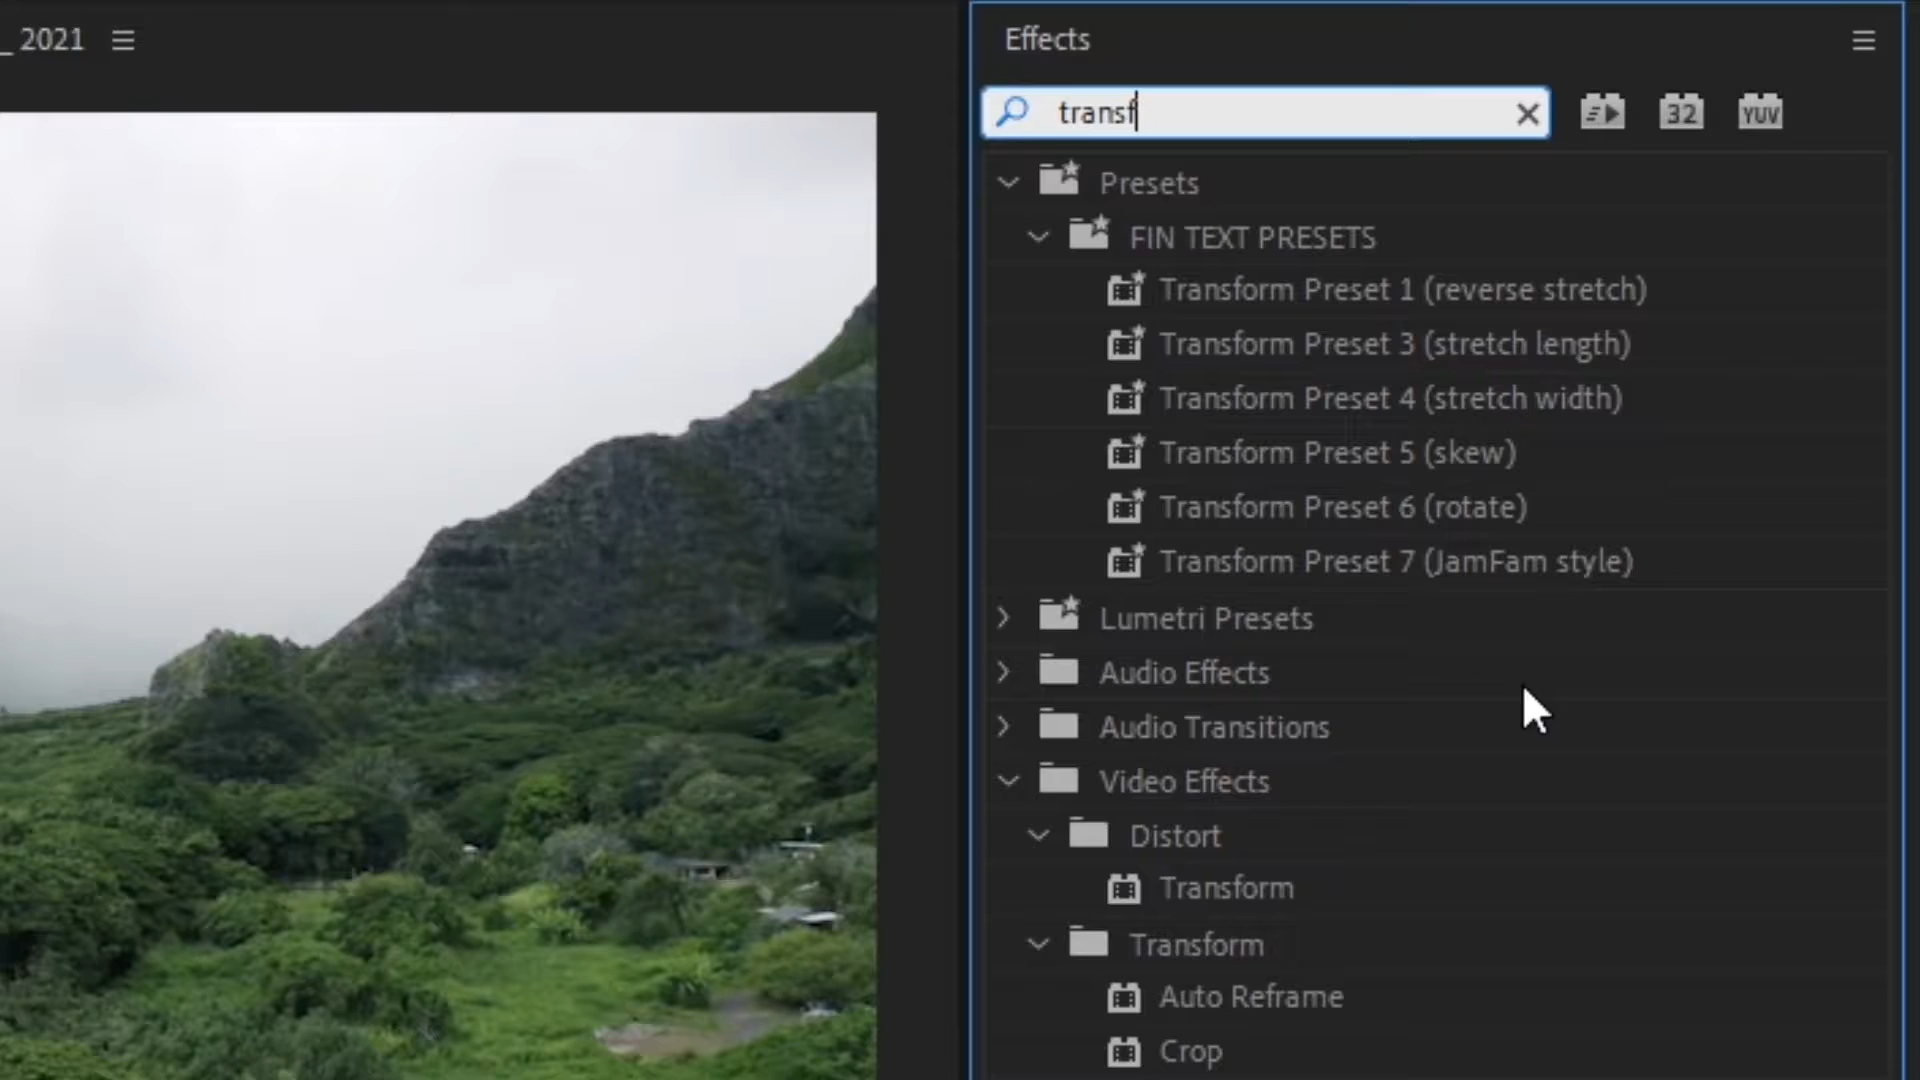 _ 2021
Effects
transf
32
YUV
Presets
FIN TEXT PRESETS
Transform Preset 1 (reverse stretch)
Transform Preset 3 (stretch length)
Transform Preset 4 (stretch width)
Transform Preset 5 (skew)
Transform Preset 6 (rotate)
Transform Preset 7 (JamFam style)
Lumetri Presets
Audio Effects
Audio Transitions
Video Effects
Distort
Transform
Transform
Auto Reframe
Crop